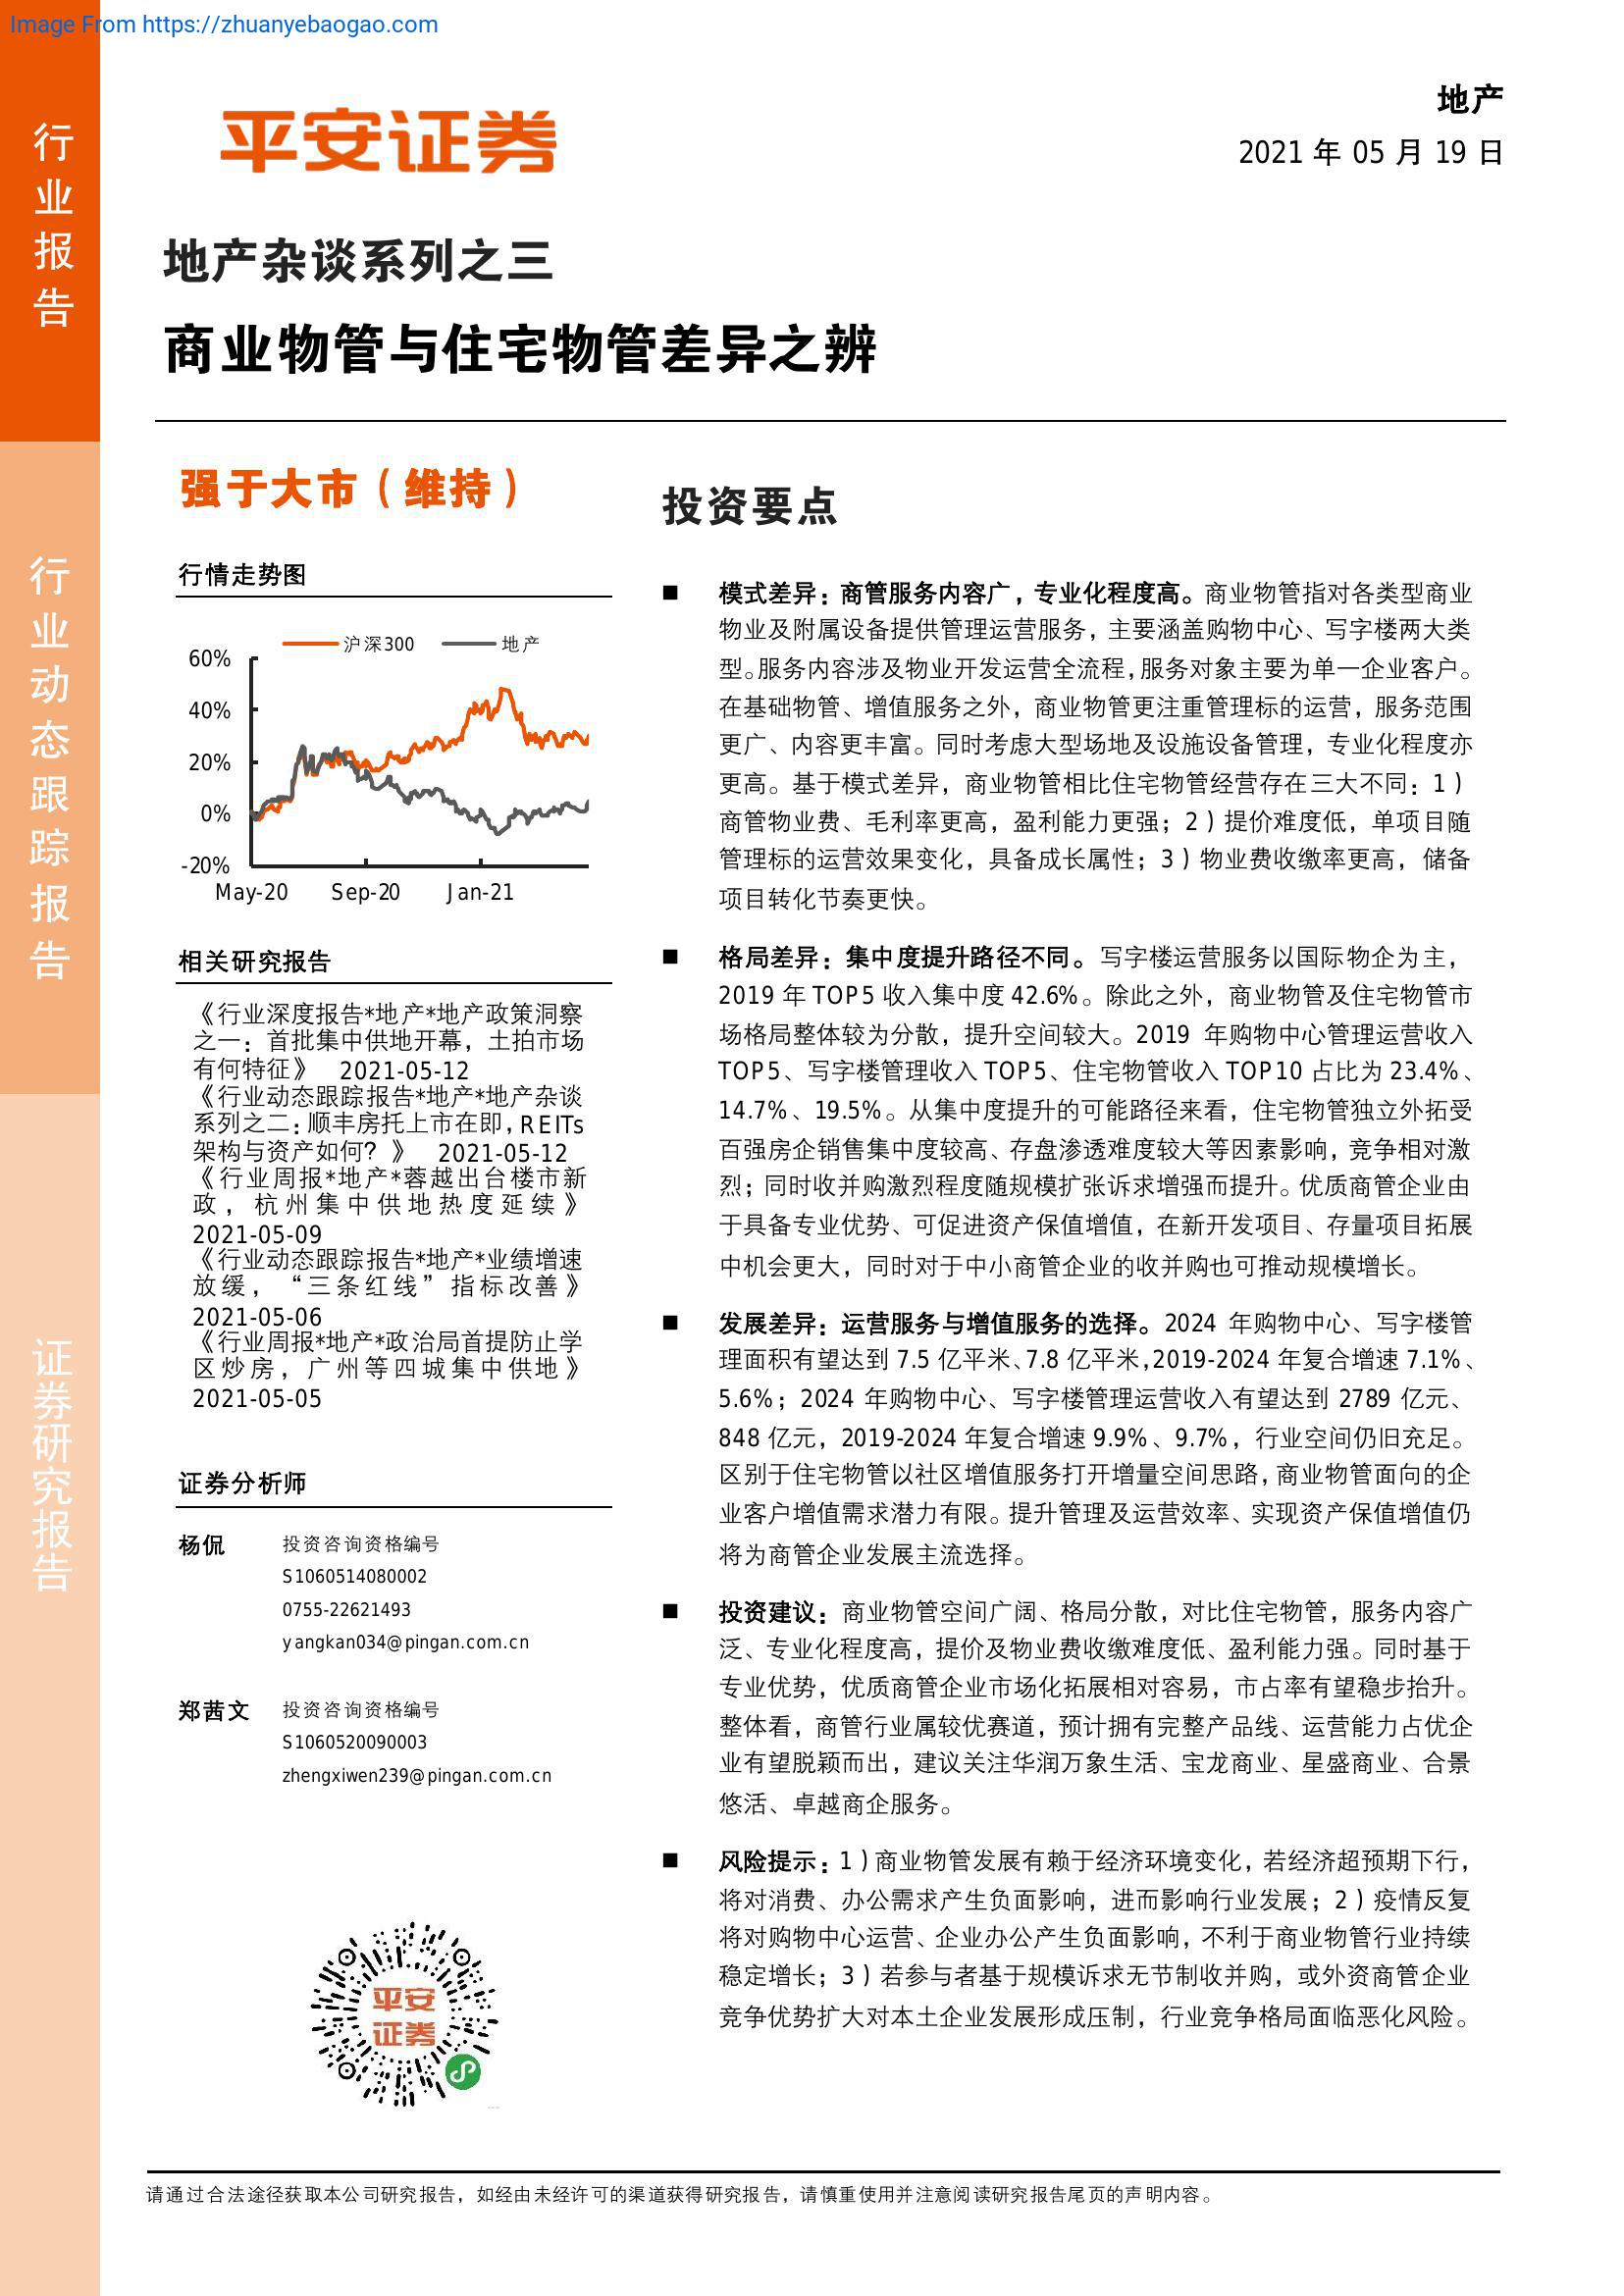 Image From https://zhuanyebaogao.com
行业报告
行业动态跟踪报告
证券研究报告
平安证券
地产
2021 年 05 月 19 日
地产杂谈系列之三
商业物管与住宅物管差异之辨
强于大市（维持）
行情走势图
沪深300 地产
60%
40%
20%
0%
-20%
May-20 Sep-20 Jan-21
相关研究报告
《行业深度报告*地产*地产政策洞察
之一：首批集中供地开幕，土拍市场
有何特征》 2021-05-12
《行业动态跟踪报告*地产*地产杂谈
系列之二：顺丰房托上市在即，REITs
架构与资产如何？》 2021-05-12
《行业周报*地产*蓉越出台楼市新
政，杭州集中供地热度延续》
2021-05-09
《行业动态跟踪报告*地产*业绩增速
放缓，“三条红线”指标改善》
2021-05-06
《行业周报*地产*政治局首提防止学
区炒房，广州等四城集中供地》
2021-05-05
证券分析师
杨侃 投资咨询资格编号
S1060514080002
0755-22621493
yangkan034@pingan.com.cn
郑茜文 投资咨询资格编号
S1060520090003
zhengxiwen239@pingan.com.cn
平安
证券
投资要点
■ 模式差异：商管服务内容广，专业化程度高。商业物管指对各类型商业
物业及附属设备提供管理运营服务，主要涵盖购物中心、写字楼两大类
型。服务内容涉及物业开发运营全流程，服务对象主要为单一企业客户。
在基础物管、增值服务之外，商业物管更注重管理标的运营，服务范围
更广、内容更丰富。同时考虑大型场地及设施设备管理，专业化程度亦
更高。基于模式差异，商业物管相比住宅物管经营存在三大不同：1）
商管物业费、毛利率更高，盈利能力更强；2）提价难度低，单项目随
管理标的运营效果变化，具备成长属性；3）物业费收缴率更高，储备
项目转化节奏更快。
■ 格局差异：集中度提升路径不同。写字楼运营服务以国际物企为主，
2019 年 TOP5 收入集中度 42.6%。除此之外，商业物管及住宅物管市
场格局整体较为分散，提升空间较大。2019 年购物中心管理运营收入
TOP5、写字楼管理收入 TOP5、住宅物管收入 TOP10 占比为 23.4%、
14.7%、19.5%。从集中度提升的可能路径来看，住宅物管独立外拓受
百强房企销售集中度较高、存盘渗透难度较大等因素影响，竞争相对激
烈；同时收并购激烈程度随规模扩张诉求增强而提升。优质商管企业由
于具备专业优势、可促进资产保值增值，在新开发项目、存量项目拓展
中机会更大，同时对于中小商管企业的收并购也可推动规模增长。
■ 发展差异：运营服务与增值服务的选择。2024 年购物中心、写字楼管
理面积有望达到 7.5 亿平米、7.8 亿平米，2019-2024 年复合增速 7.1%、
5.6%；2024 年购物中心、写字楼管理运营收入有望达到 2789 亿元、
848 亿元，2019-2024 年复合增速 9.9%、9.7%，行业空间仍旧充足。
区别于住宅物管以社区增值服务打开增量空间思路，商业物管面向的企
业客户增值需求潜力有限。提升管理及运营效率、实现资产保值增值仍
将为商管企业发展主流选择。
■ 投资建议：商业物管空间广阔、格局分散，对比住宅物管，服务内容广
泛、专业化程度高，提价及物业费收缴难度低、盈利能力强。同时基于
专业优势，优质商管企业市场化拓展相对容易，市占率有望稳步抬升。
整体看，商管行业属较优赛道，预计拥有完整产品线、运营能力占优企
业有望脱颖而出，建议关注华润万象生活、宝龙商业、星盛商业、合景
悠活、卓越商企服务。
■ 风险提示：1）商业物管发展有赖于经济环境变化，若经济超预期下行，
将对消费、办公需求产生负面影响，进而影响行业发展；2）疫情反复
将对购物中心运营、企业办公产生负面影响，不利于商业物管行业持续
稳定增长；3）若参与者基于规模诉求无节制收并购，或外资商管企业
竞争优势扩大对本土企业发展形成压制，行业竞争格局面临恶化风险。
请通过合法途径获取本公司研究报告，如经由未经许可的渠道获得研究报告，请慎重使用并注意阅读研究报告尾页的声明内容。